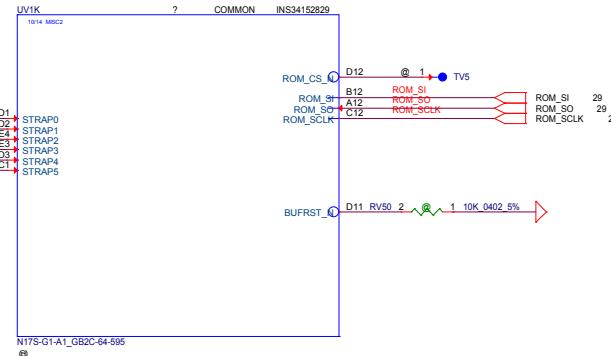 UV1K ? COMMON INS34152829
10/14 MISC2
ROM_CS_N D12 @ 1 TV5
ROM_SI B12 ROM_SI ROM_SI 29
ROM_SO A12 ROM_SO ROM_SO 29
ROM_SCLK C12 ROM_SCLK ROM_SCLK 2
D1 STRAP0
D2 STRAP1
E4 STRAP2
E3 STRAP3
D3 STRAP4
C1 STRAP5
BUFRST_N D11 RV50 2 @ 1 10K_0402_5%
N17S-G1-A1_GB2C-64-595
@